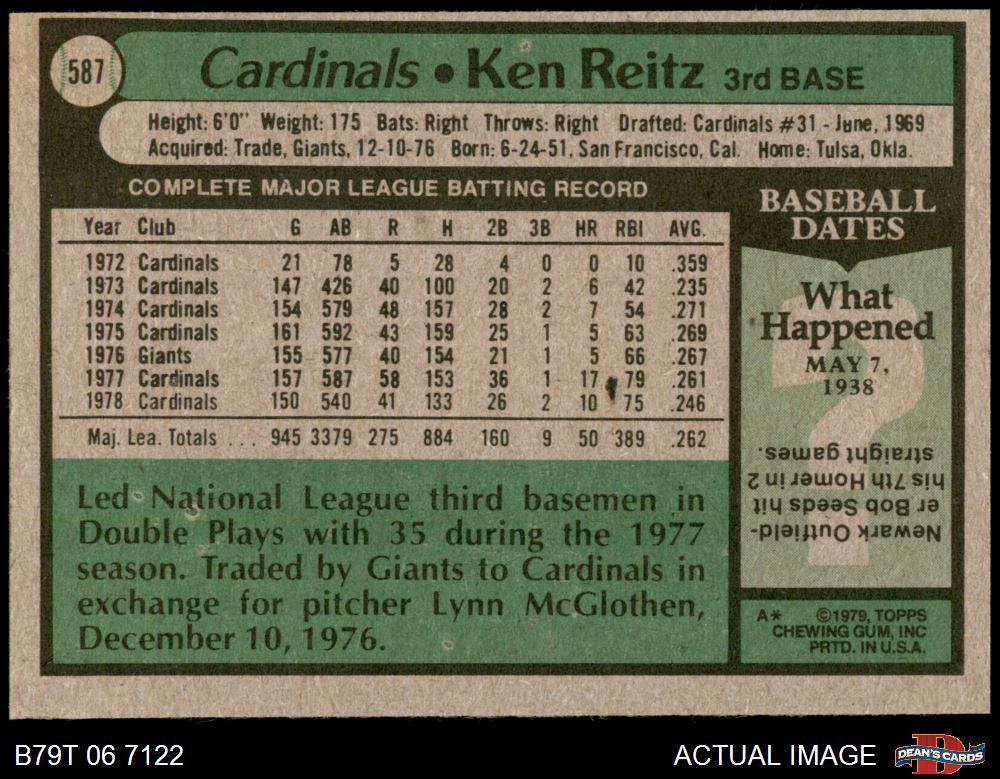 587
Cardinals • Ken Reitz 3rd BASE
Height: 6'0" Weight: 175 Bats: Right Throws: Right Drafted: Cardinals #31 - June, 1969
Acquired: Trade, Giants, 12-10-76 Born: 6-24-51, San Francisco, Cal. Home: Tulsa, Okla.
COMPLETE MAJOR LEAGUE BATTING RECORD
Year Club G AB R H 2B 3B HR RBI AVG.
1972 Cardinals 21 78 5 28 4 0 0 10 .359
1973 Cardinals 147 426 40 100 20 2 6 42 .235
1974 Cardinals 154 579 48 157 28 2 7 54 .271
1975 Cardinals 161 592 43 159 25 1 5 63 .269
1976 Giants 155 577 40 154 21 1 5 66 .267
1977 Cardinals 157 587 58 153 36 1 17 79 .261
1978 Cardinals 150 540 41 133 26 2 10 75 .246
Maj. Lea. Totals ... 945 3379 275 884 160 9 50 389 .262
Led National League third basemen in
Double Plays with 35 during the 1977
season. Traded by Giants to Cardinals in
exchange for pitcher Lynn McGlothen,
December 10, 1976.
BASEBALL
DATES
What
Happened
MAY 7,
1938
Newark Outfield-
er Bob Seeds hit
his 7th Homer in 2
straight games.
A* ©1979, TOPPS
CHEWING GUM, INC
PRTD. IN U.S.A.
B79T 06 7122
ACTUAL IMAGE
DEAN'S CARDS